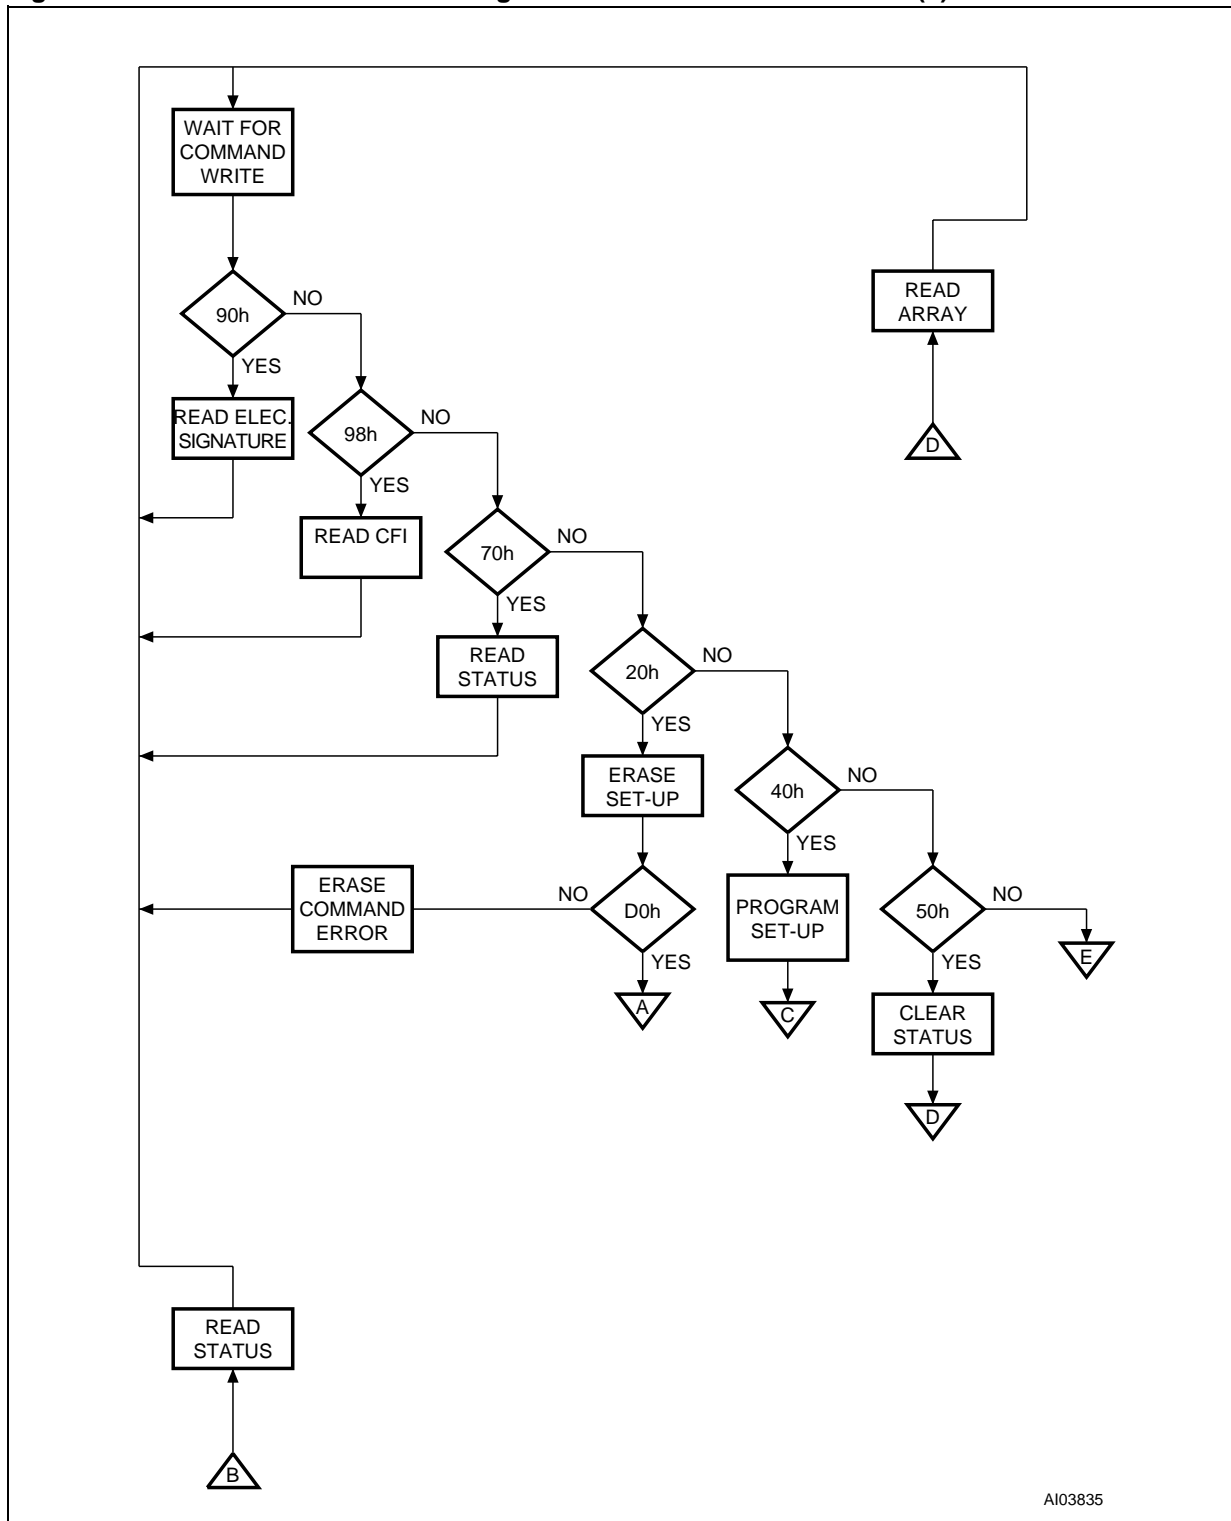 WAIT FOR
COMMAND
WRITE
90h
NO
YES
READ
ARRAY
D
READ ELEC.
SIGNATURE
98h
NO
YES
READ CFI
70h
NO
YES
READ
STATUS
20h
NO
YES
ERASE
SET-UP
40h
NO
YES
ERASE
COMMAND
ERROR
NO
D0h
YES
PROGRAM
SET-UP
50h
NO
YES
E
A
C
CLEAR
STATUS
D
READ
STATUS
B
AI03835